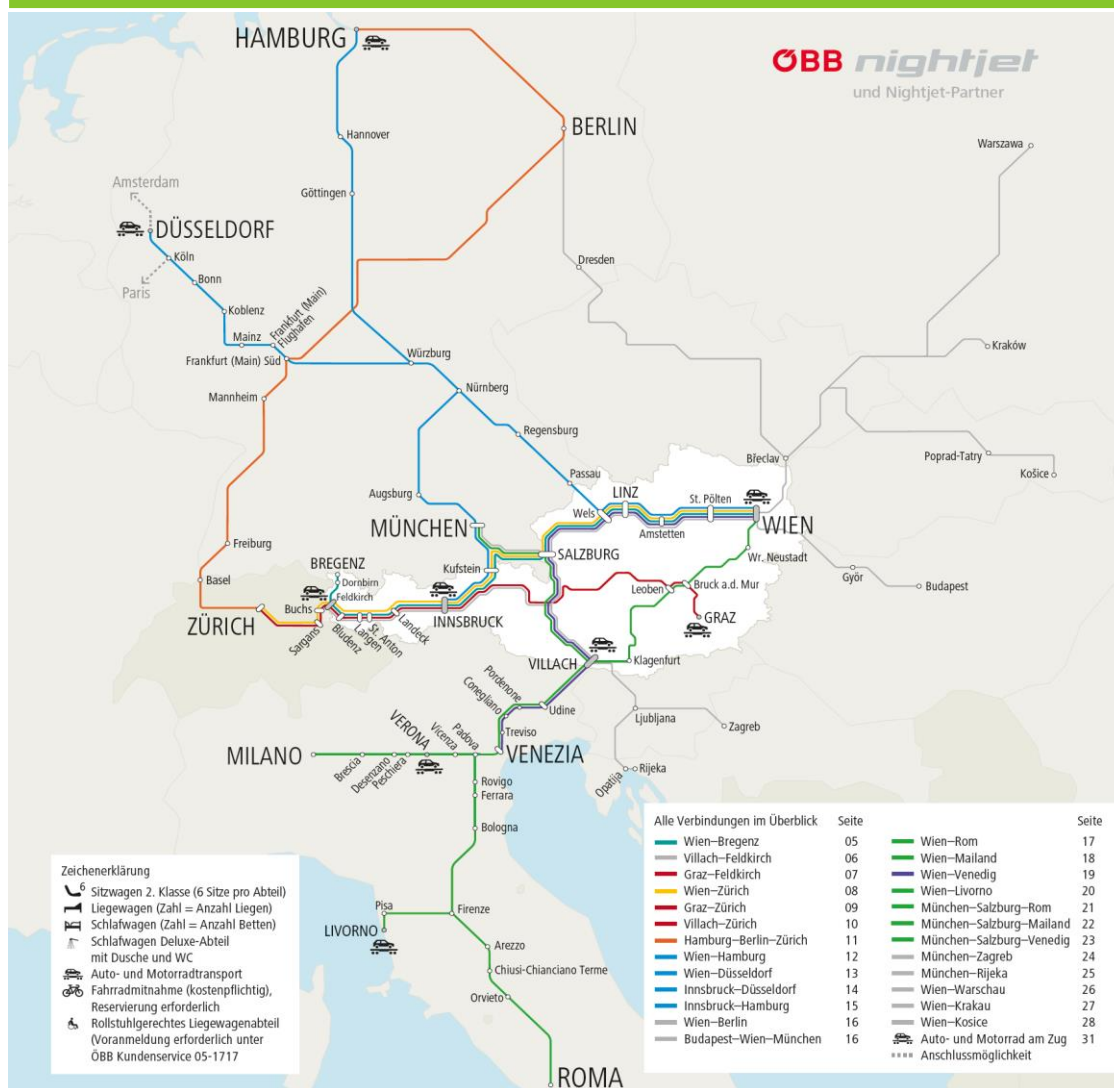 HAMBURG
ÖBB nightjet
und Nightjet-Partner
BERLIN
Hannover
Warszawa
Amsterdam
Göttingen
DÜSSELDORF
Köln
Dresden
Bonn
Paris
Koblenz
Frankfurt (Main)
Flughafen
Mainz
Kraków
Frankfurt (Main) Süd
Würzburg
Nürnberg
Mannheim
Regensburg
Břeclav
Poprad-Tatry
Passau
Košice
LINZ
St. Pölten
Augsburg
Wels
MÜNCHEN
Amstetten
WIEN
Freiburg
SALZBURG
Wr. Neustadt
BREGENZ
Kufstein
Basel
Dornbirn
Győr
Budapest
Feldkirch
Leoben
Bruck a.d. Mur
Buchs
ZÜRICH
INNSBRUCK
GRAZ
Sargans
Bludenz
Langen
St. Anton
Landeck
VILLACH
Klagenfurt
Pordenone
Conegliano
Udine
Ljubljana
Zagreb
Treviso
VERONA
Vicenza
Padova
MILANO
VENEZIA
Brescia
Desenzano
Peschiera
Opatija
Rijeka
Rovigo
Ferrara
Bologna
Pisa
Firenze
LIVORNO
Arezzo
Chiusi-Chianciano Terme
Orvieto
ROMA
Zeichenerklärung
6 Sitzwagen 2. Klasse (6 Sitze pro Abteil)
Liegewagen (Zahl = Anzahl Liegen)
Schlafwagen (Zahl = Anzahl Betten)
Schlafwagen Deluxe-Abteil
mit Dusche und WC
Auto- und Motorradtransport
Fahrradmitnahme (kostenpflichtig),
Reservierung erforderlich
Rollstuhlgerechtes Liegewagenabteil
(Voranmeldung erforderlich unter
ÖBB Kundenservice 05-1717
Alle Verbindungen im Überblick Seite
Wien–Bregenz 05
Villach–Feldkirch 06
Graz–Feldkirch 07
Wien–Zürich 08
Graz–Zürich 09
Villach–Zürich 10
Hamburg–Berlin–Zürich 11
Wien–Hamburg 12
Wien–Düsseldorf 13
Innsbruck–Düsseldorf 14
Innsbruck–Hamburg 15
Wien–Berlin 16
Budapest–Wien–München 16
Seite
Wien–Rom 17
Wien–Mailand 18
Wien–Venedig 19
Wien–Livorno 20
München-Salzburg-Rom 21
München-Salzburg-Mailand 22
München-Salzburg-Venedig 23
München–Zagreb 24
München–Rijeka 25
Wien–Warschau 26
Wien–Krakau 27
Wien–Kosice 28
Auto- und Motorrad am Zug 31
Anschlussmöglichkeit